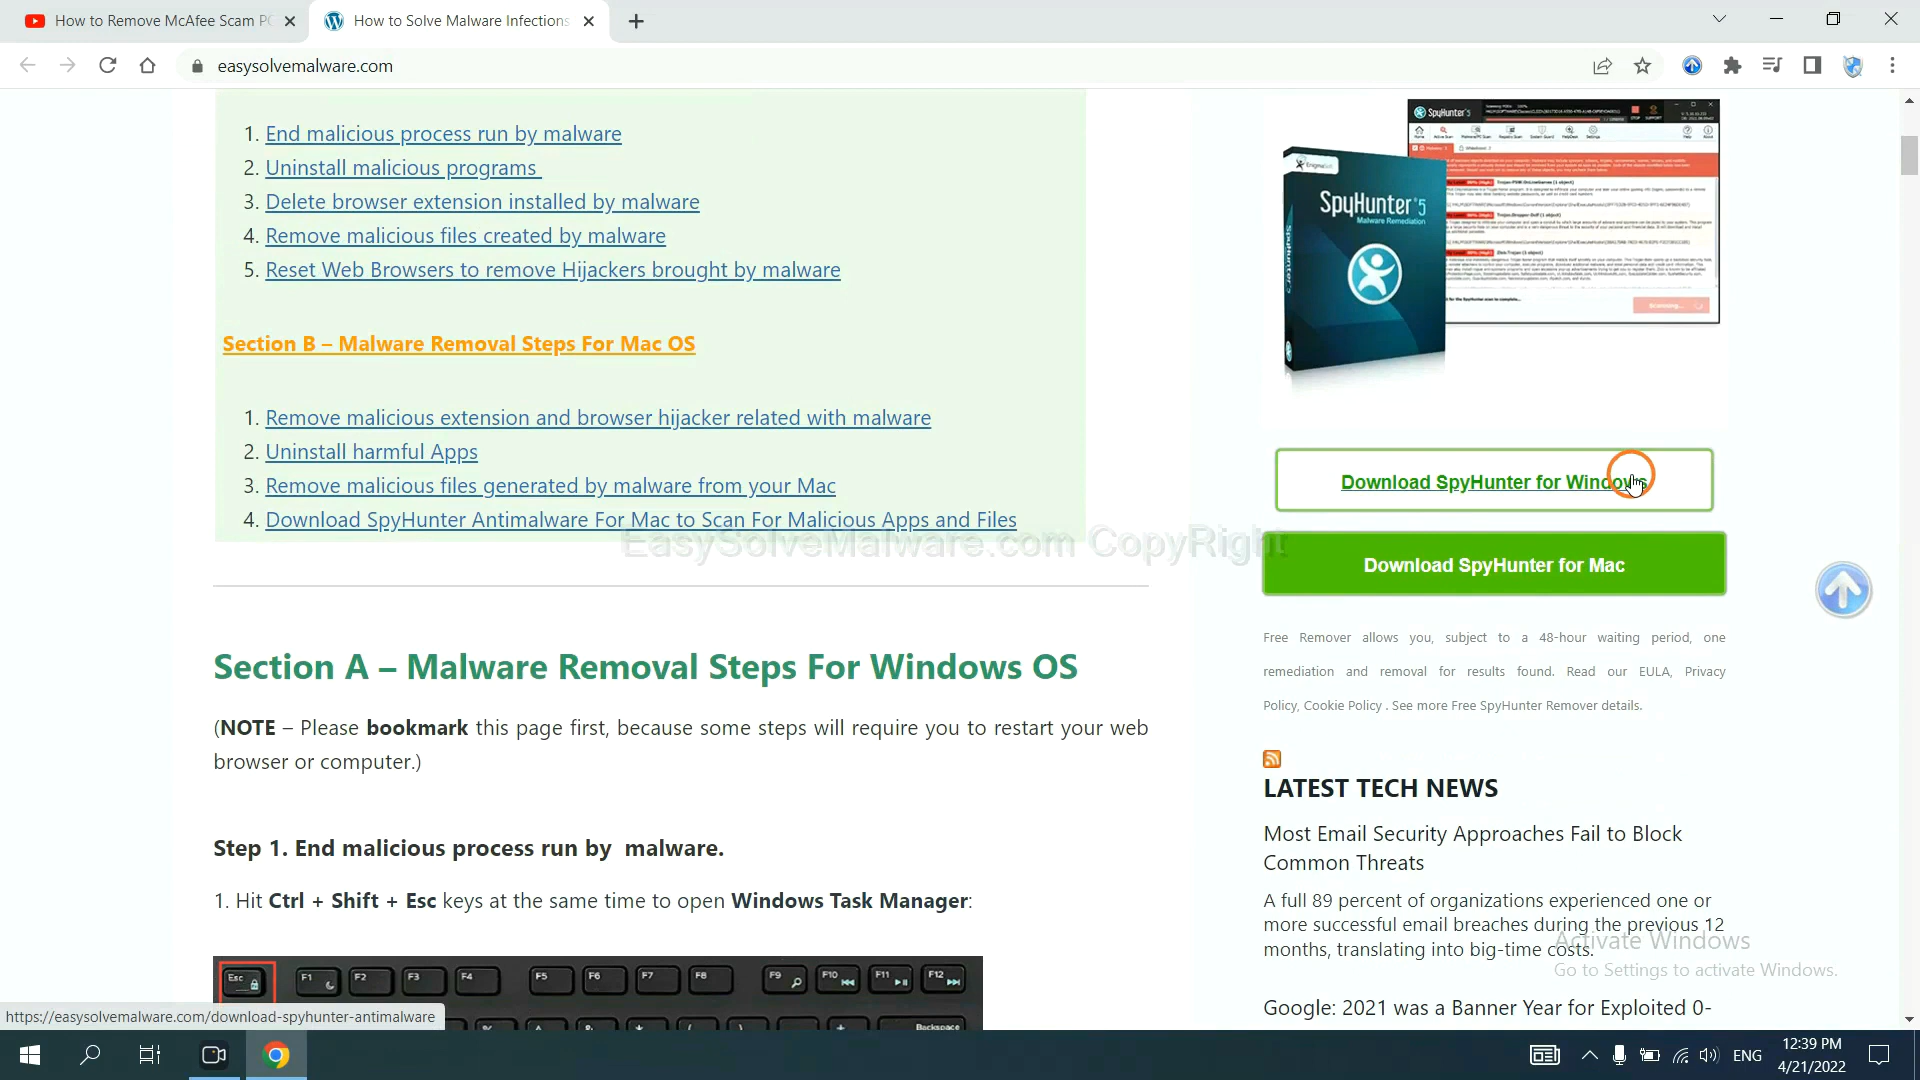 How to Remove McAfee Scam P
How to Solve Malware Infections
easysolvemalware.com
1. End malicious process run by malware
2. Uninstall malicious programs
3. Delete browser extension installed by malware
4. Remove malicious files created by malware
5. Reset Web Browsers to remove Hijackers brought by malware
Section B – Malware Removal Steps For Mac OS
1. Remove malicious extension and browser hijacker related with malware
2. Uninstall harmful Apps
3. Remove malicious files generated by malware from your Mac
4. Download SpyHunter Antimalware For Mac to Scan For Malicious Apps and Files
EasySolveMalware.com CopyRight
Section A – Malware Removal Steps For Windows OS
(NOTE – Please bookmark this page first, because some steps will require you to restart your web
browser or computer.)
Step 1. End malicious process run by malware.
1. Hit Ctrl + Shift + Esc keys at the same time to open Windows Task Manager:
Esc F1 F2 F3 F4 F5 F6 F7 F8 F9 F10 F11 F12
Backspace
SpyHunter 5
EnigmaSoft
SpyHunter 5
Malware Remediation
SpyHunter 5
Download SpyHunter for Windows
Download SpyHunter for Mac
Free Remover allows you, subject to a 48-hour waiting period, one
remediation and removal for results found. Read our EULA, Privacy
Policy, Cookie Policy . See more Free SpyHunter Remover details.
LATEST TECH NEWS
Most Email Security Approaches Fail to Block
Common Threats
A full 89 percent of organizations experienced one or
more successful email breaches during the previous 12
months, translating into big-time costs.
Google: 2021 was a Banner Year for Exploited 0-
Activate Windows
Go to Settings to activate Windows.
https://easysolvemalware.com/download-spyhunter-antimalware
ENG
12:39 PM
4/21/2022